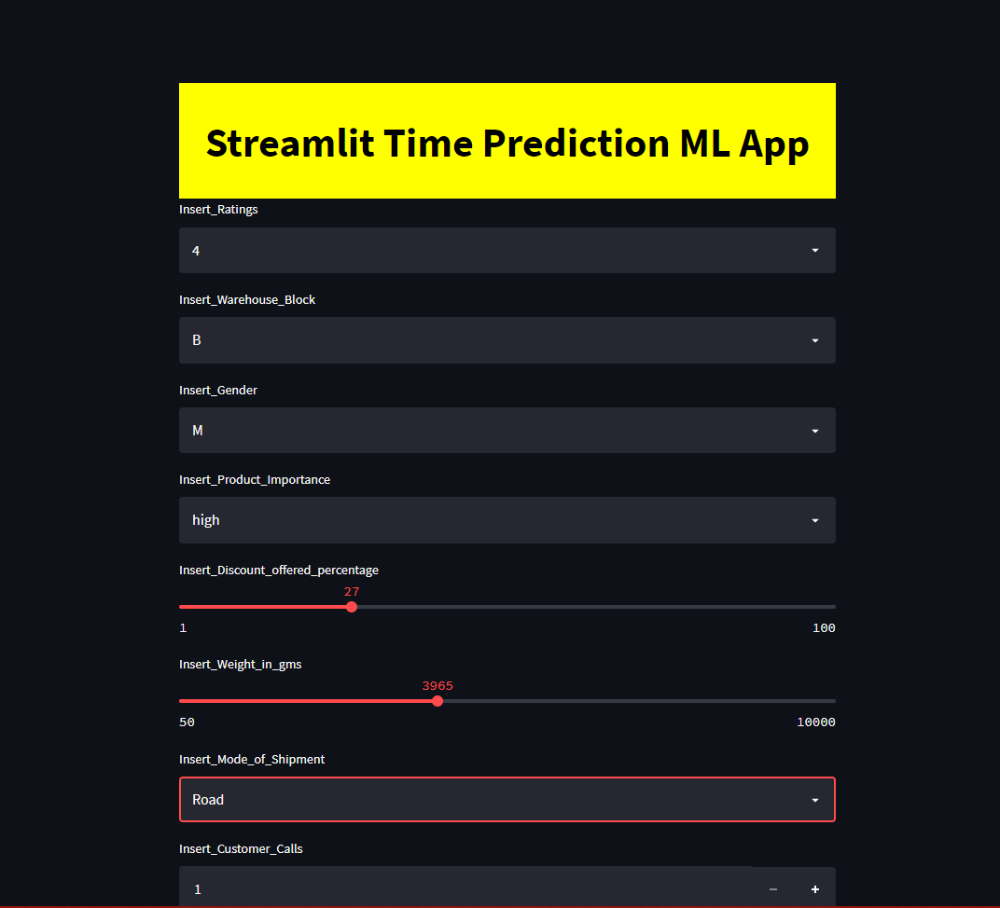 Streamlit Time Prediction ML App
Insert_Ratings
4
Insert_Warehouse_Block
B
Insert_Gender
M
Insert_Product_Importance
high
Insert_Discount_offered_percentage
27
1 100
Insert_Weight_in_gms
3965
50 10000
Insert_Mode_of_Shipment
Road
Insert_Customer_Calls
1 − +